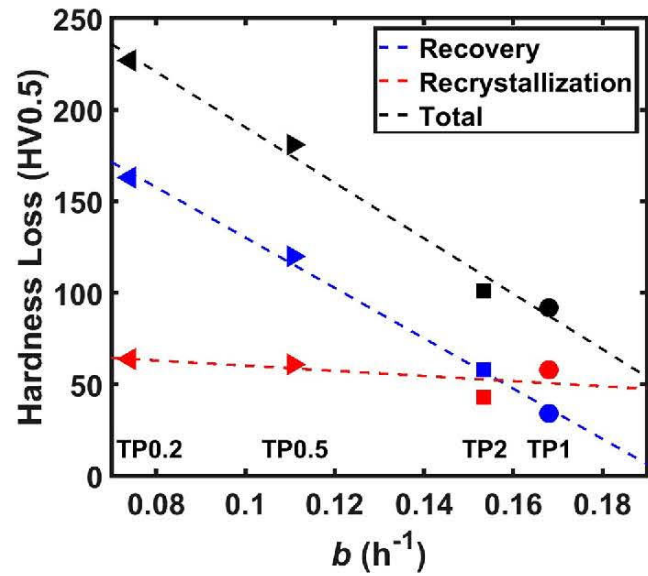 250
200
150
100
50
0
Hardness Loss (HV0.5)
Recovery
Recrystallization
Total
TP0.2 TP0.5 TP2 TP1
0.08 0.1 0.12 0.14 0.16 0.18
b (h⁻¹)